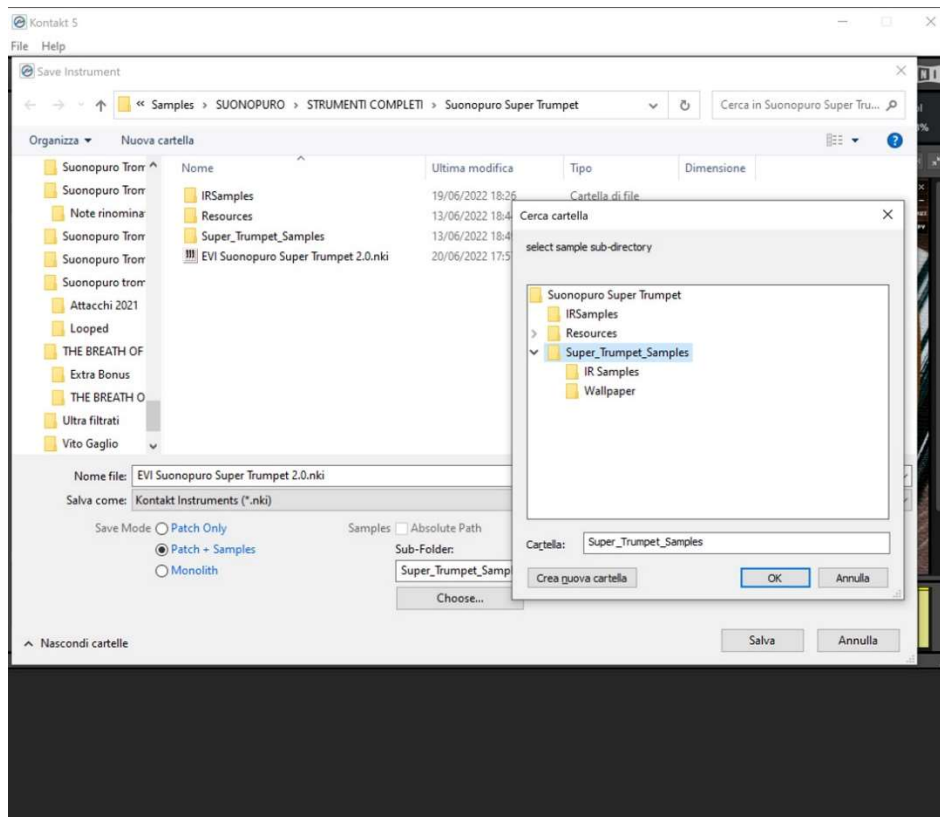 Kontakt 5
File Help
Save Instrument
« Samples › SUONOPURO › STRUMENTI COMPLETI › Suonopuro Super Trumpet
Cerca in Suonopuro Super Tru...
Organizza Nuova cartella
Suonopuro Trom
Suonopuro Trom
Note rinomina
Suonopuro Trom
Suonopuro Trom
Suonopuro trom
Attacchi 2021
Looped
THE BREATH OF
Extra Bonus
THE BREATH O
Ultra filtrati
Vito Gaglio
Nome Ultima modifica Tipo Dimensione
IRSamples 19/06/2022 18:26 Cartella di file
Resources 13/06/2022 18:4
Super_Trumpet_Samples 13/06/2022 18:4
EVI Suonopuro Super Trumpet 2.0.nki 20/06/2022 17:5
Cerca cartella
select sample sub-directory
Suonopuro Super Trumpet
IRSamples
Resources
Super_Trumpet_Samples
IR Samples
Wallpaper
Cartella: Super_Trumpet_Samples
Crea nuova cartella OK Annulla
Nome file: EVI Suonopuro Super Trumpet 2.0.nki
Salva come: Kontakt Instruments (*.nki)
Save Mode Patch Only Samples Absolute Path
Patch + Samples Sub-Folder:
Monolith Super_Trumpet_Sampl
Choose...
Nascondi cartelle Salva Annulla